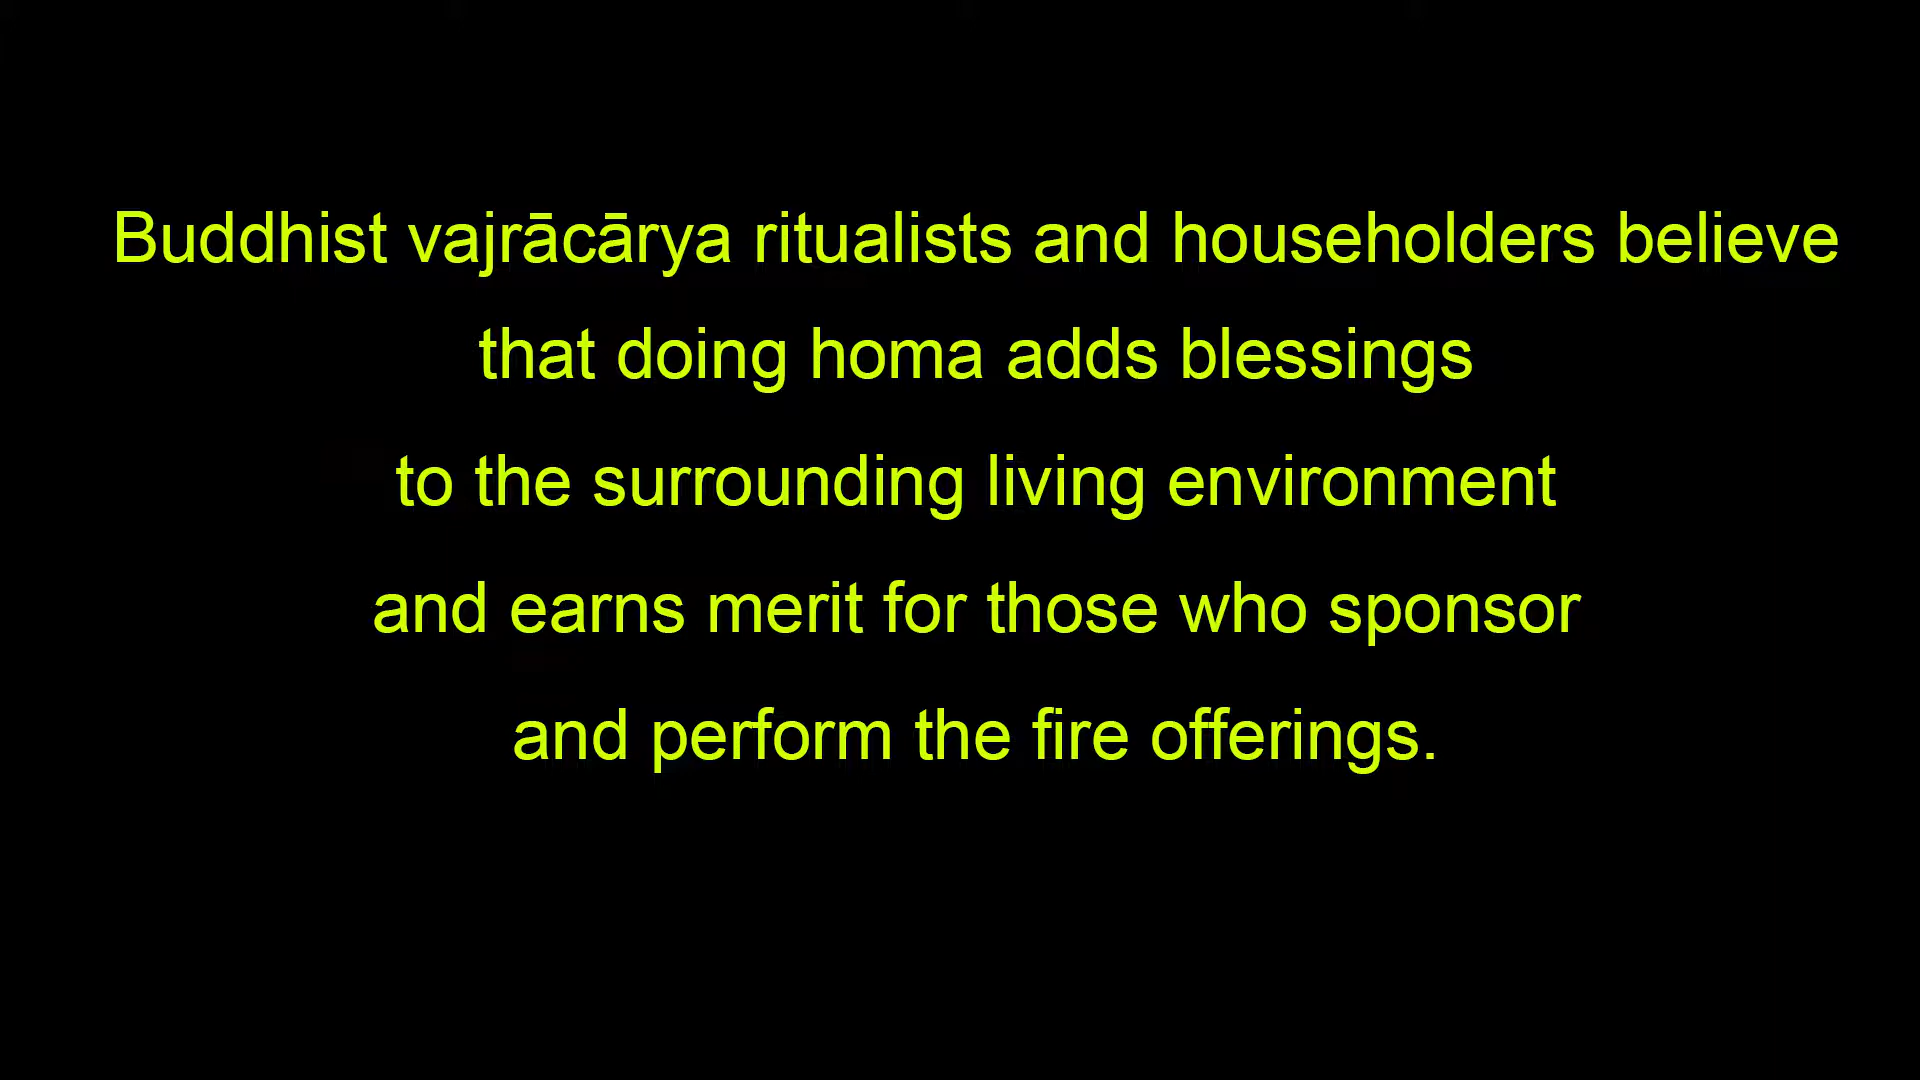 Buddhist vajrācārya ritualists and householders believe
that doing homa adds blessings
to the surrounding living environment
and earns merit for those who sponsor
and perform the fire offerings.